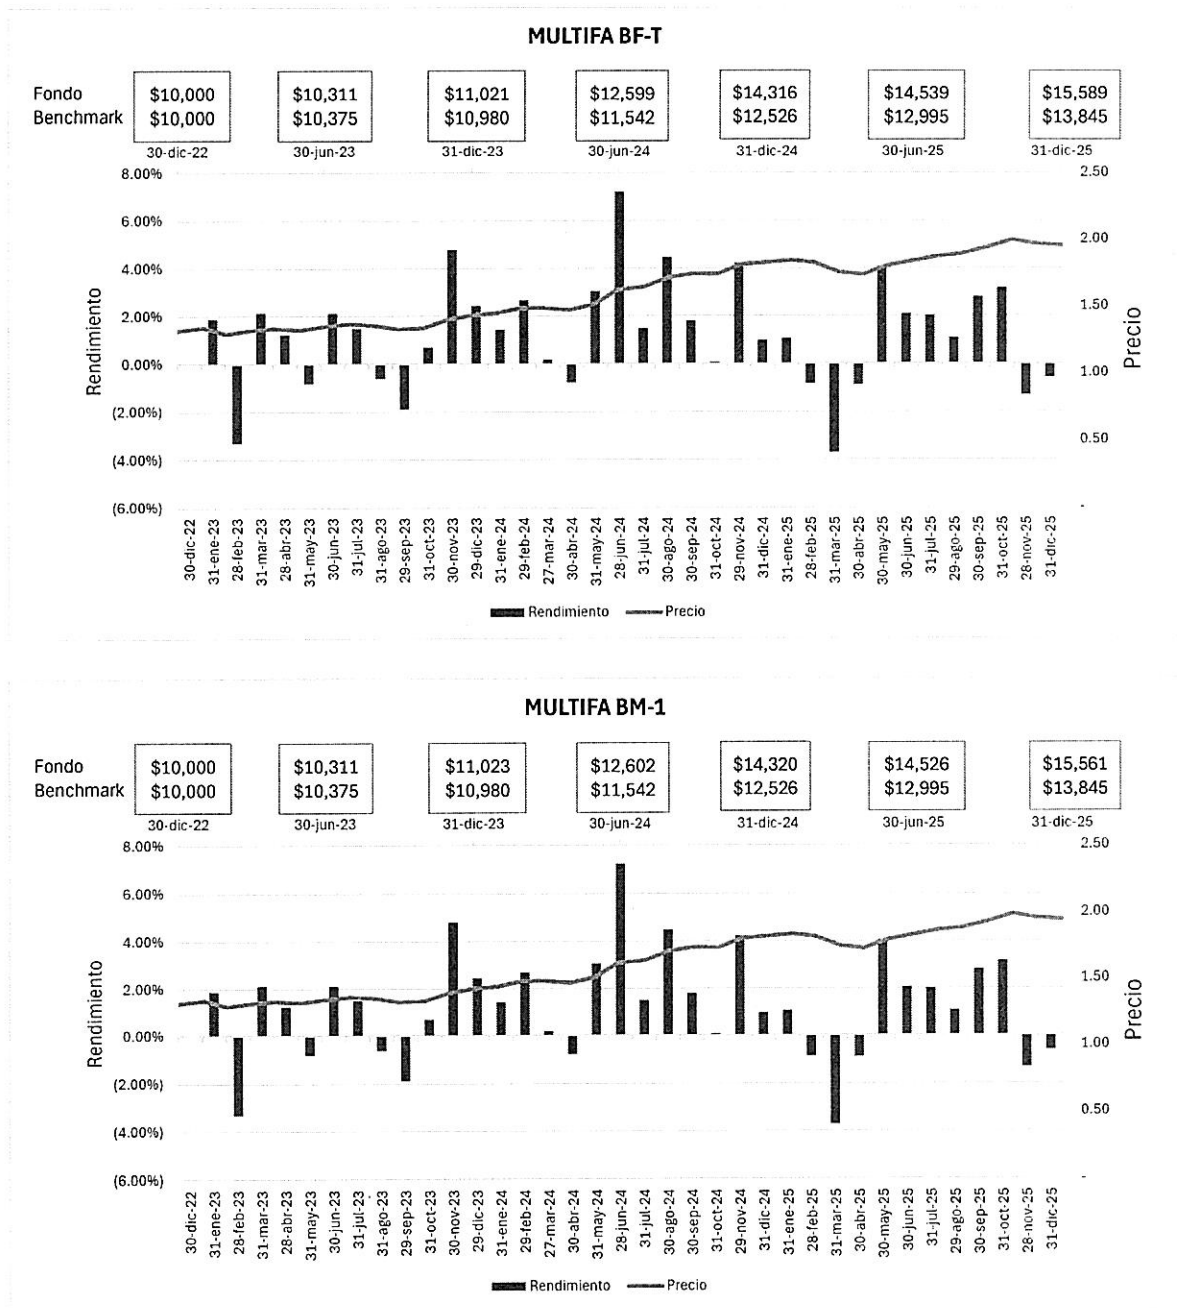 MULTIFA BF-T
Fondo $10,000 $10,311 $11,021 $12,599 $14,316 $14,539 $15,589
Benchmark $10,000 $10,375 $10,980 $11,542 $12,526 $12,995 $13,845
30-dic-22 30-jun-23 31-dic-23 30-jun-24 31-dic-24 30-jun-25 31-dic-25
8.00% 2.50
6.00%
2.00
4.00%
1.50
2.00%
0.00% 1.00
(2.00%)
0.50
(4.00%)
(6.00%) -
Rendimiento
Precio
30-dic-22 31-ene-23 28-feb-23 31-mar-23 28-abr-23 31-may-23 30-jun-23 31-jul-23 31-ago-23 29-sep-23 31-oct-23 30-nov-23 29-dic-23 31-ene-24 29-feb-24 27-mar-24 30-abr-24 31-may-24 28-jun-24 31-jul-24 30-ago-24 30-sep-24 31-oct-24 29-nov-24 31-dic-24 31-ene-25 28-feb-25 31-mar-25 30-abr-25 30-may-25 30-jun-25 31-jul-25 29-ago-25 30-sep-25 31-oct-25 28-nov-25 31-dic-25
Rendimiento Precio
MULTIFA BM-1
Fondo $10,000 $10,311 $11,023 $12,602 $14,320 $14,526 $15,561
Benchmark $10,000 $10,375 $10,980 $11,542 $12,526 $12,995 $13,845
30-dic-22 30-jun-23 31-dic-23 30-jun-24 31-dic-24 30-jun-25 31-dic-25
8.00% 2.50
6.00%
2.00
4.00%
1.50
2.00%
0.00% 1.00
(2.00%)
0.50
(4.00%)
(6.00%) -
Rendimiento
Precio
30-dic-22 31-ene-23 28-feb-23 31-mar-23 28-abr-23 31-may-23 30-jun-23 31-jul-23 31-ago-23 29-sep-23 31-oct-23 30-nov-23 29-dic-23 31-ene-24 29-feb-24 27-mar-24 30-abr-24 31-may-24 28-jun-24 31-jul-24 30-ago-24 30-sep-24 31-oct-24 29-nov-24 31-dic-24 31-ene-25 28-feb-25 31-mar-25 30-abr-25 30-may-25 30-jun-25 31-jul-25 29-ago-25 30-sep-25 31-oct-25 28-nov-25 31-dic-25
Rendimiento Precio